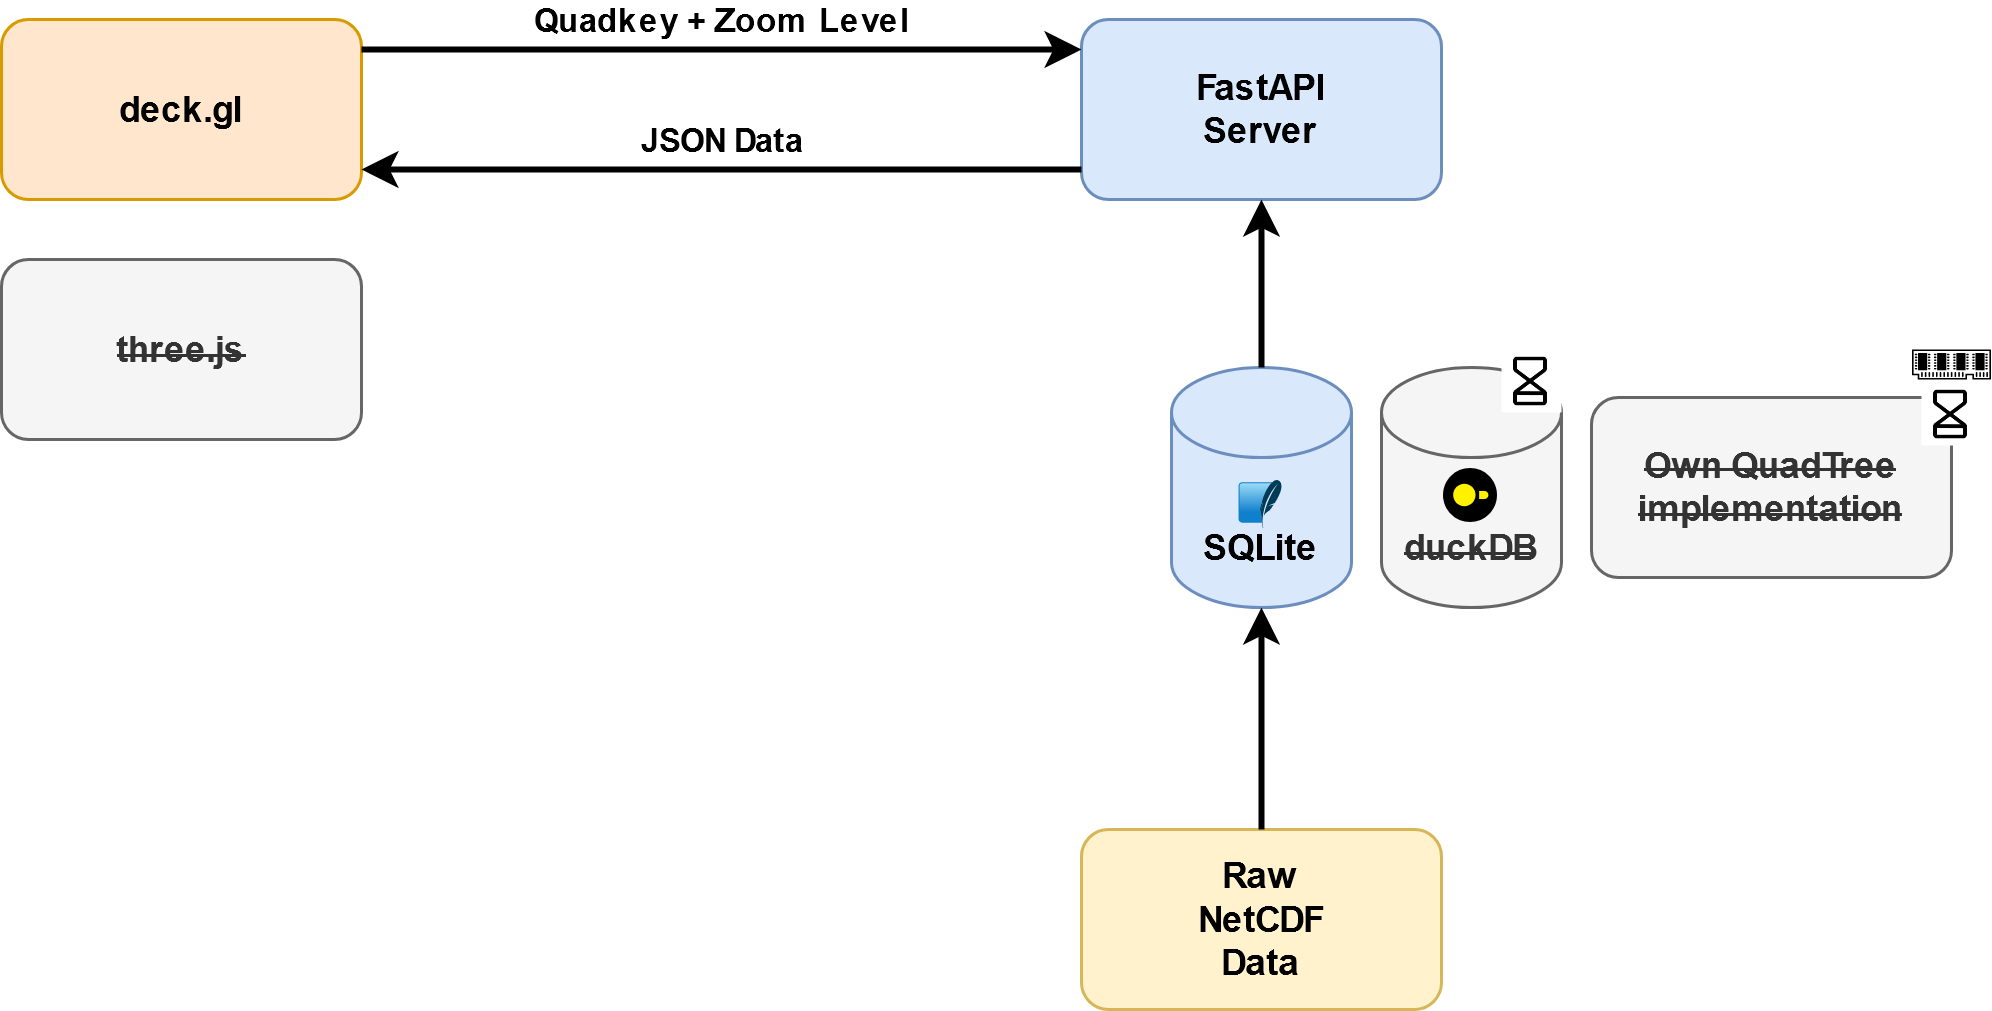 Quadkey + Zoom Level
deck.gl
FastAPI
Server
JSON Data
three.js
SQLite
duckDB
Own QuadTree
implementation
Raw
NetCDF
Data